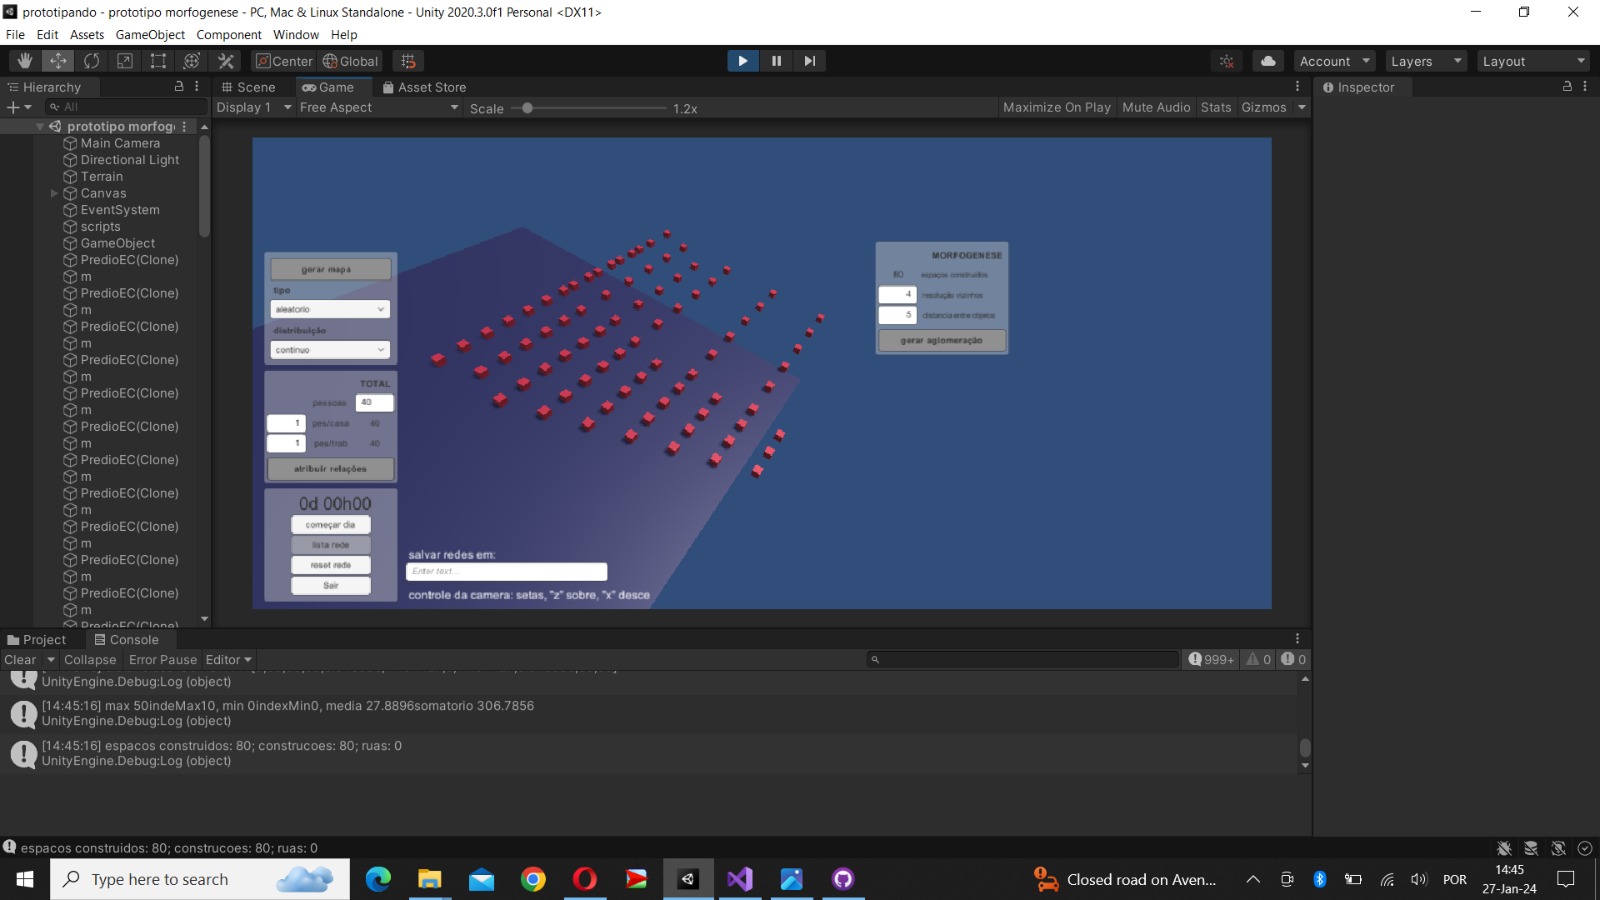 prototipando - prototipo morfogenese - PC, Mac & Linux Standalone - Unity 2020.3.0f1 Personal <DX11>
File Edit Assets GameObject Component Window Help
Center Global Account Layers Layout
Hierarchy
Scene Game Asset Store
Inspector
All
Display 1 Free Aspect Scale 1.2x Maximize On Play Mute Audio Stats Gizmos
prototipo morfog
Main Camera
Directional Light
Terrain
Canvas
EventSystem
scripts
GameObject
PredioEC(Clone)
m
PredioEC(Clone)
m
PredioEC(Clone)
m
PredioEC(Clone)
m
PredioEC(Clone)
m
PredioEC(Clone)
m
PredioEC(Clone)
m
PredioEC(Clone)
m
PredioEC(Clone)
m
PredioEC(Clone)
m
PredioEC(Clone)
m
PredioEC(Clone)
gerar mapa
tipo
aleatorio
distribuição
continuo
TOTAL
pessoas 40
1 pes/casa 40
1 pes/trab 40
atribuir relações
0d 00h00
começar dia
lista rede
reset rede
Sair
salvar redes em:
Enter text...
controle da camera: setas, "z" sobre, "x" desce
MORFOGENESE
80 espaços construidos
4 resolução vizinhos
5 distancia entre objetos
gerar aglomeração
Project Console
Clear Collapse Error Pause Editor 999+ 0 0
UnityEngine.Debug:Log (object)
[14:45:16] max 50indeMax10, min 0indexMin0, media 27.8896somatorio 306.7856
UnityEngine.Debug:Log (object)
[14:45:16] espacos construidos: 80; construcoes: 80; ruas: 0
UnityEngine.Debug:Log (object)
espacos construidos: 80; construcoes: 80; ruas: 0
Type here to search
Closed road on Aven...
POR
14:45
27-Jan-24